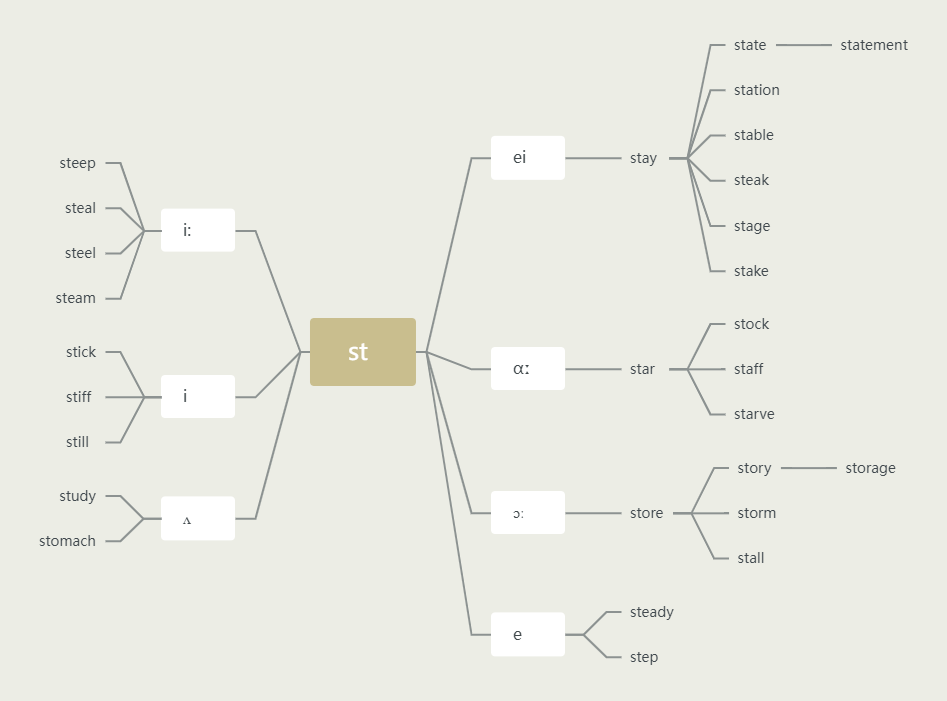 st
ei
stay
state
statement
station
stable
steak
stage
stake
ɑː
star
stock
staff
starve
ɔː
store
story
storage
storm
stall
e
steady
step
i:
steep
steal
steel
steam
i
stick
stiff
still
ʌ
study
stomach